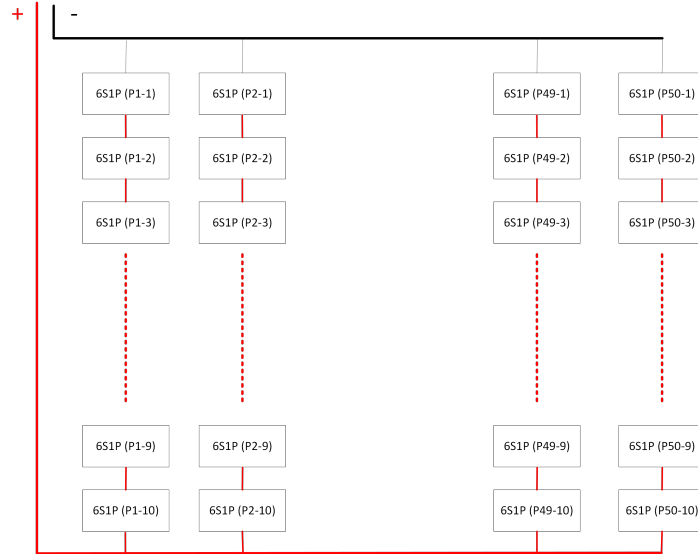 + -
6S1P (P1-1) 6S1P (P2-1) 6S1P (P49-1) 6S1P (P50-1)
6S1P (P1-2) 6S1P (P2-2) 6S1P (P49-2) 6S1P (P50-2)
6S1P (P1-3) 6S1P (P2-3) 6S1P (P49-3) 6S1P (P50-3)
6S1P (P1-9) 6S1P (P2-9) 6S1P (P49-9) 6S1P (P50-9)
6S1P (P1-10) 6S1P (P2-10) 6S1P (P49-10) 6S1P (P50-10)